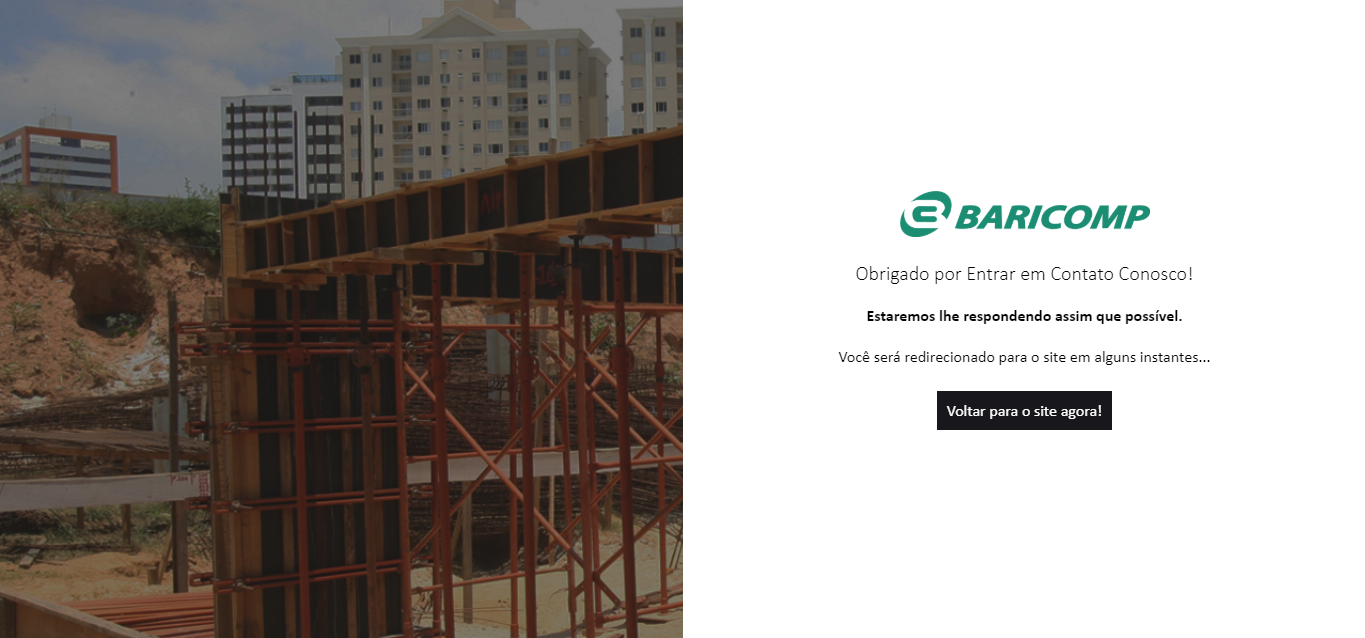 BARICOMP
Obrigado por Entrar em Contato Conosco!
Estaremos lhe respondendo assim que possível.
Você será redirecionado para o site em alguns instantes...
Voltar para o site agora!